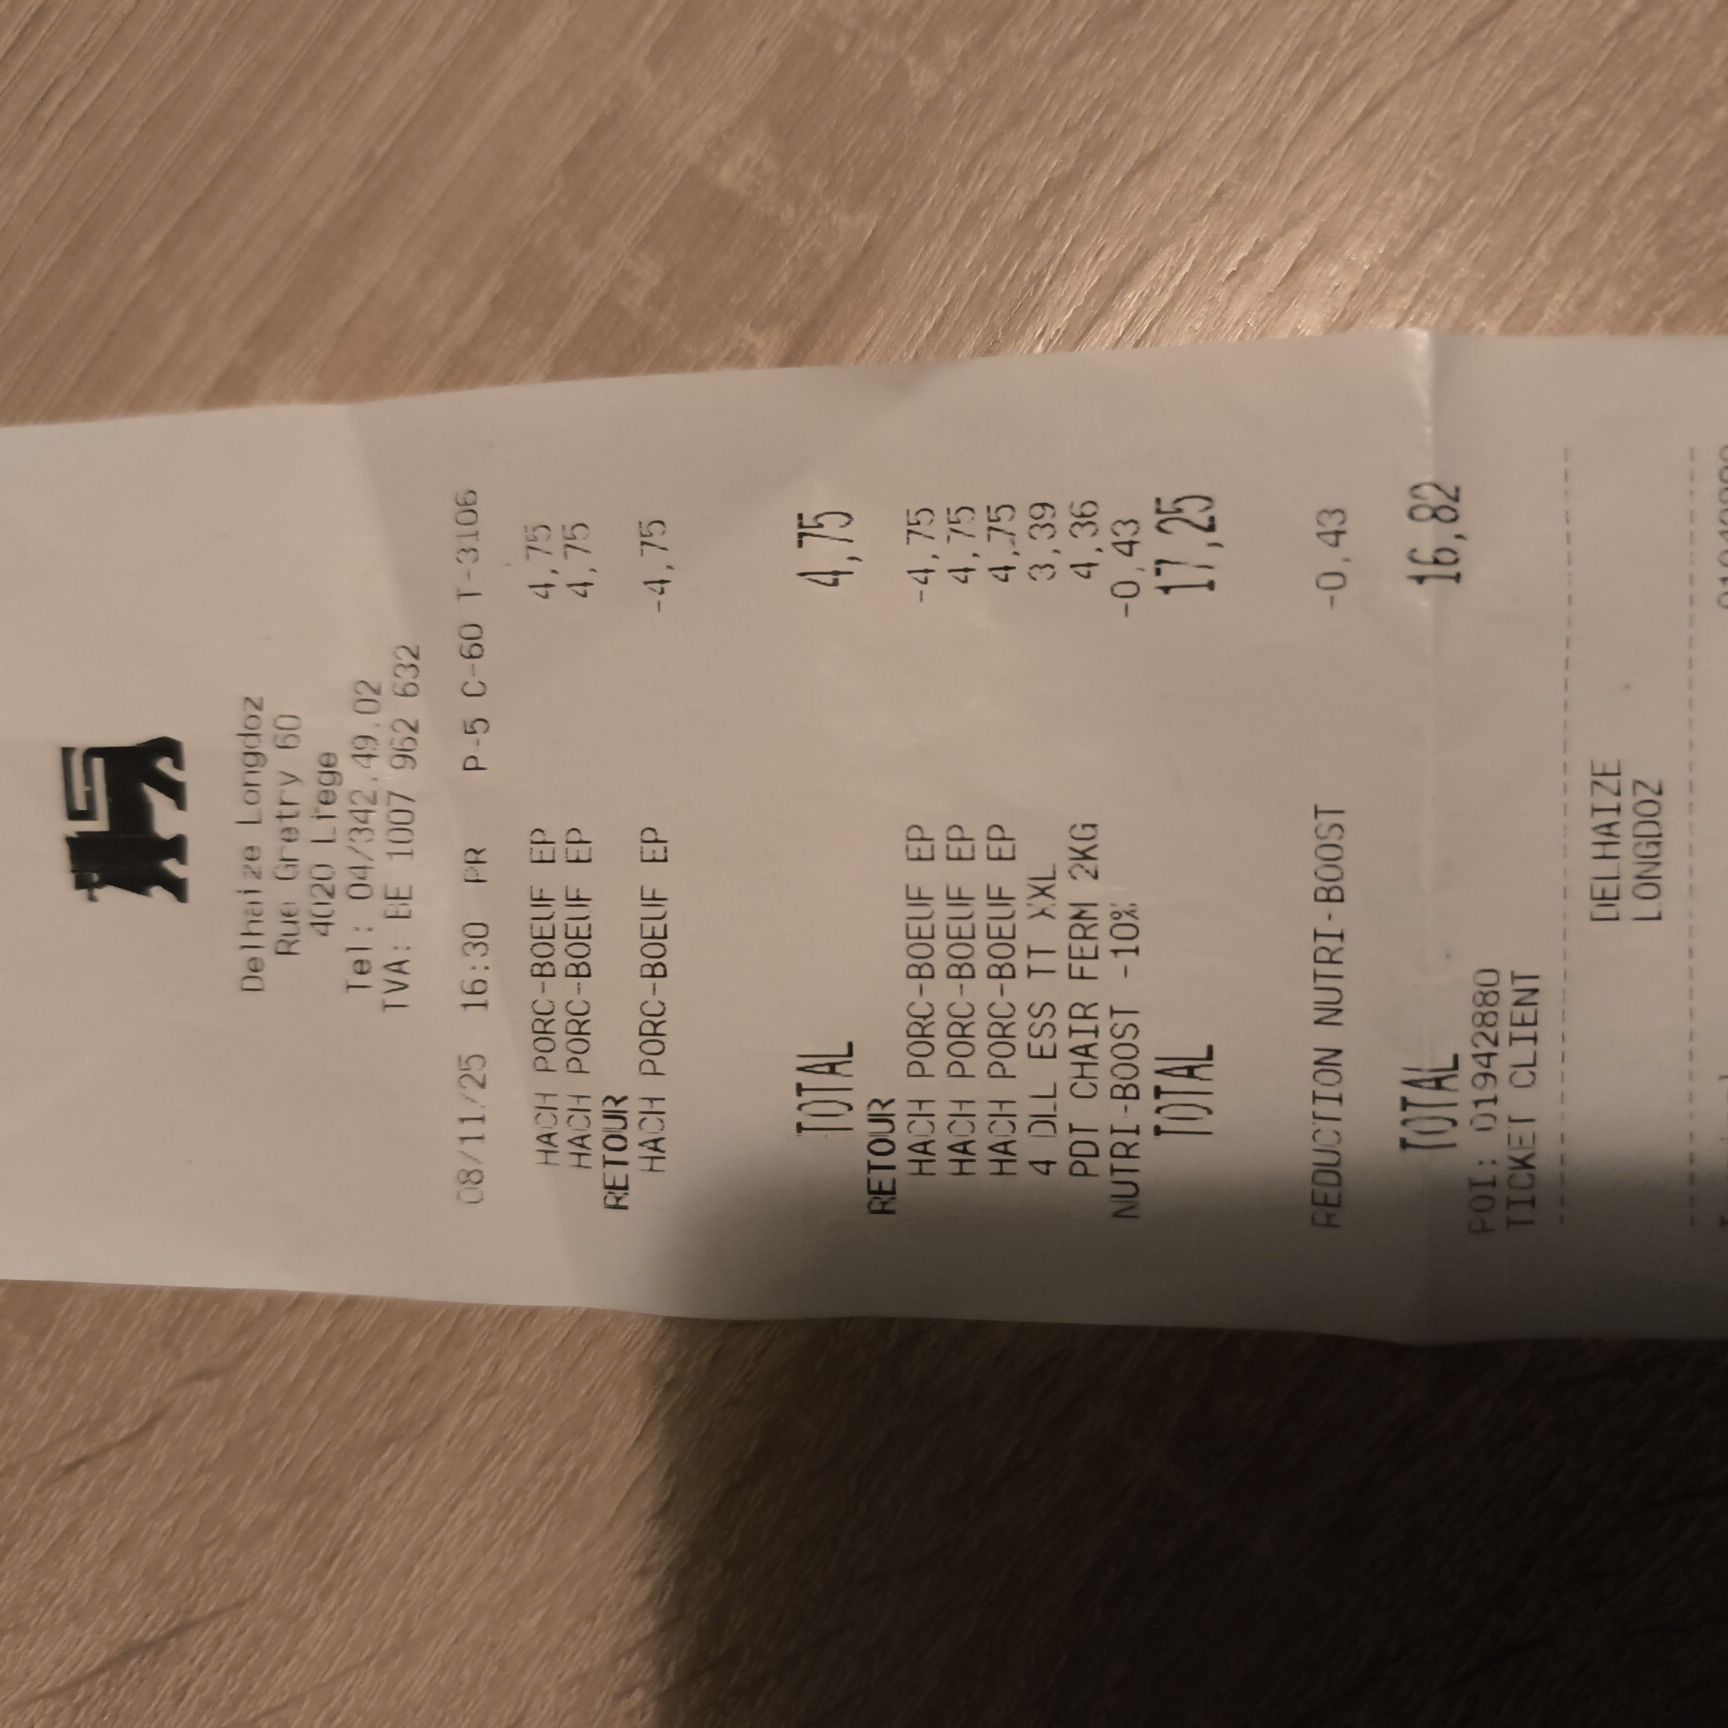 Delhaize Longdoz
Rue Gretry 60
4020 Liege
Tel: 04/342.49.02
TVA: BE 1007 962 632
08/11/25 16:30 PR P-5 C-60 T-3106
HACH PORC-BOEUF EP 4,75
HACH PORC-BOEUF EP 4,75
RETOUR
HACH PORC-BOEUF EP -4,75
TOTAL 4,75
RETOUR
HACH PORC-BOEUF EP -4,75
HACH PORC-BOEUF EP 4,75
HACH PORC-BOEUF EP 4,75
4 DLL ESS TT XXL 3,39
PDT CHAIR FERM 2KG 4,36
NUTRI-BOOST -10% -0,43
TOTAL 17,25
REDUCTION NUTRI-BOOST -0,43
TOTAL 16,82
POI: 01942880
TICKET CLIENT
DELHAIZE
LONGDOZ